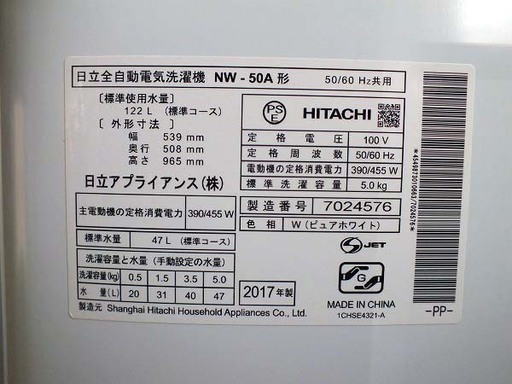 日立全自動電気洗濯機 NW-50A形 50/60 Hz共用
［標準使用水量］
122L（標準コース）
［ 外形寸法 ］
幅 539 mm
奥行 508 mm
高さ 965 mm
日立アプライアンス（株）
主電動機の定格消費電力 390/455 W
標準水量 47L（標準コース）
洗濯容量と水量（手動設定の水量）
洗濯容量(kg) 0.5 1.5 3.5 5.0
水量(L) 20 31 40 47
2017年製
PS
E
HITACHI
定格電圧 100V
定格周波数 50/60 Hz
電動機の定格消費電力 390/455 W
標準洗濯容量 5.0kg
製造番号 7024576
色相 W（ピュアホワイト）
JET
G
MADE IN CHINA
1CHSE4321-A
製造元 Shanghai Hitachi Household Appliances Co., Ltd.
*4549873010663/7024576*
-PP-